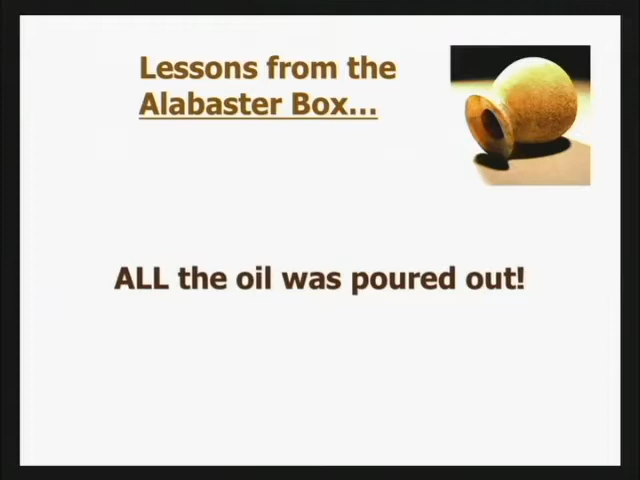 Lessons from the
Alabaster Box...
ALL the oil was poured out!